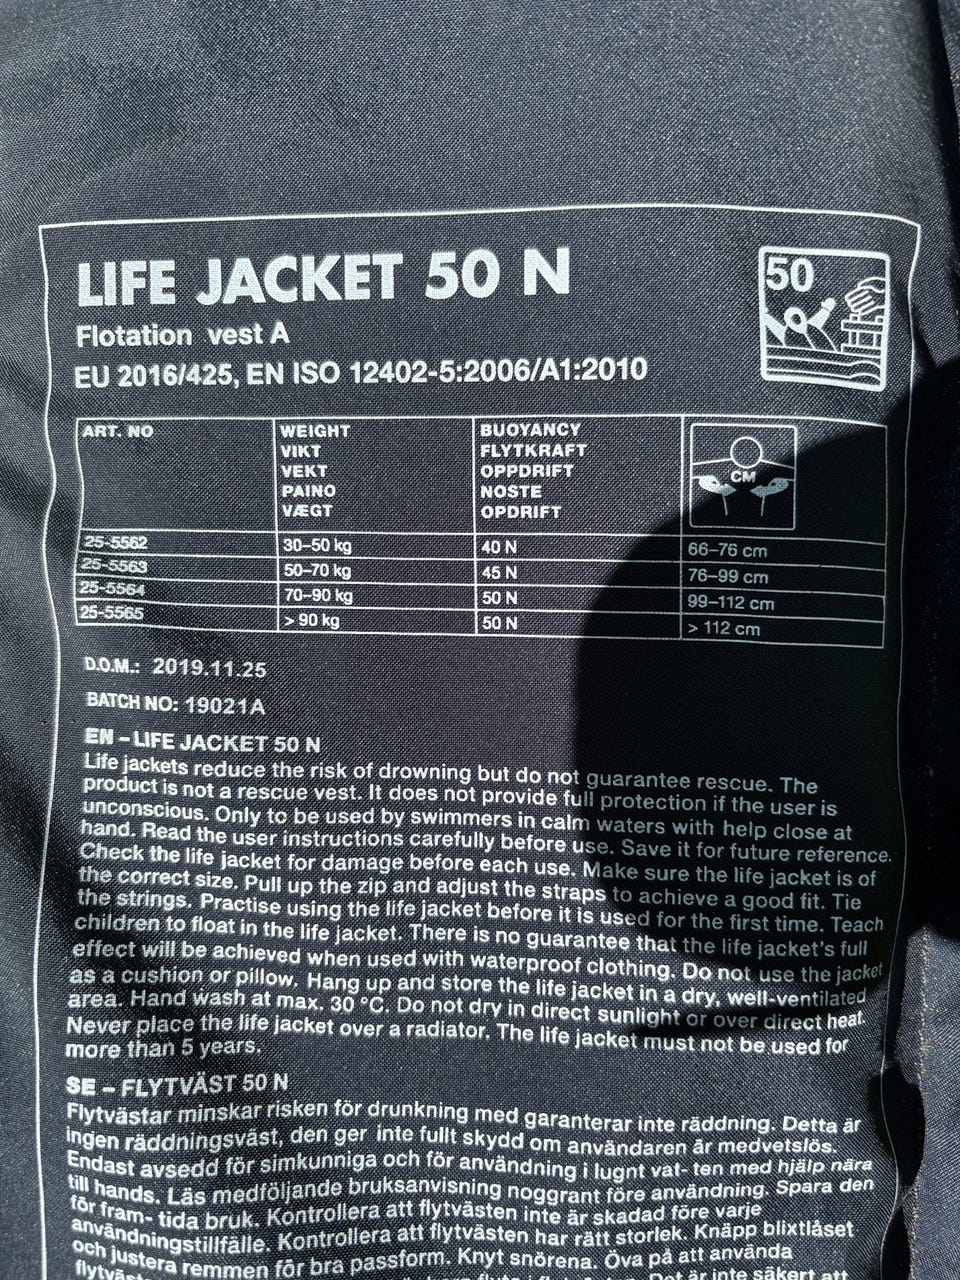 LIFE JACKET 50 N
50
Flotation vest A
EU 2016/425, EN ISO 12402-5:2006/A1:2010
ART. NO
WEIGHT
VIKT
VEKT
PAINO
VÆGT
BUOYANCY
FLYTKRAFT
OPPDRIFT
NOSTE
OPDRIFT
CM
25-5562 30–50 kg 40 N 66–76 cm
25-5563 50–70 kg 45 N 76–99 cm
25-5564 70–90 kg 50 N 99–112 cm
25-5565 > 90 kg 50 N > 112 cm
D.O.M.: 2019.11.25
BATCH NO: 19021A
EN – LIFE JACKET 50 N
Life jackets reduce the risk of drowning but do not guarantee rescue. The
product is not a rescue vest. It does not provide full protection if the user is
unconscious. Only to be used by swimmers in calm waters with help close at
hand. Read the user instructions carefully before use. Save it for future reference.
Check the life jacket for damage before each use. Make sure the life jacket is of
the correct size. Pull up the zip and adjust the straps to achieve a good fit. Tie
the strings. Practise using the life jacket before it is used for the first time. Teach
children to float in the life jacket. There is no guarantee that the life jacket's full
effect will be achieved when used with waterproof clothing. Do not use the jacket
as a cushion or pillow. Hang up and store the life jacket in a dry, well-ventilated
area. Hand wash at max. 30 °C. Do not dry in direct sunlight or over direct heat.
Never place the life jacket over a radiator. The life jacket must not be used for
more than 5 years.
SE – FLYTVÄST 50 N
Flytvästar minskar risken för drunkning med garanterar inte räddning. Detta är
ingen räddningsväst, den ger inte fullt skydd om användaren är medvetslös.
Endast avsedd för simkunniga och för användning i lugnt vat- ten med hjälp nära
till hands. Läs medföljande bruksanvisning noggrant före användning. Spara den
för fram- tida bruk. Kontrollera att flytvästen inte är skadad före varje
användningstillfälle. Kontrollera att flytvästen har rätt storlek. Knäpp blixtlåset
och justera remmen för bra passform. Knyt snörena. Öva på att använda
Det är inte säkert att